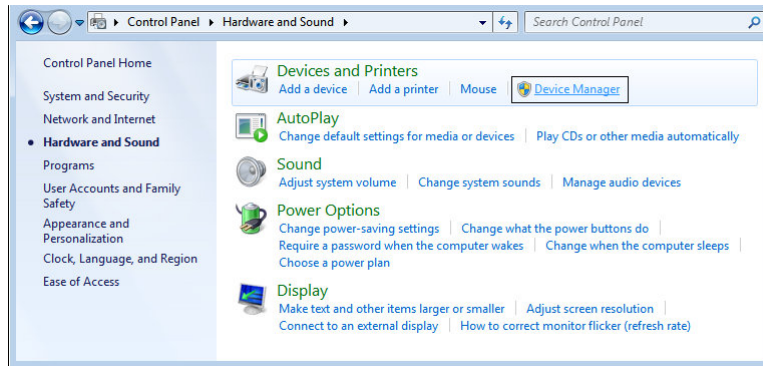 Control Panel Hardware and Sound Search Control Panel
Control Panel Home
System and Security
Network and Internet
Hardware and Sound
Programs
User Accounts and Family
Safety
Appearance and
Personalization
Clock, Language, and Region
Ease of Access
Devices and Printers
Add a device Add a printer Mouse Device Manager
AutoPlay
Change default settings for media or devices Play CDs or other media automatically
Sound
Adjust system volume Change system sounds Manage audio devices
Power Options
Change power-saving settings Change what the power buttons do
Require a password when the computer wakes Change when the computer sleeps
Choose a power plan
Display
Make text and other items larger or smaller Adjust screen resolution
Connect to an external display How to correct monitor flicker (refresh rate)